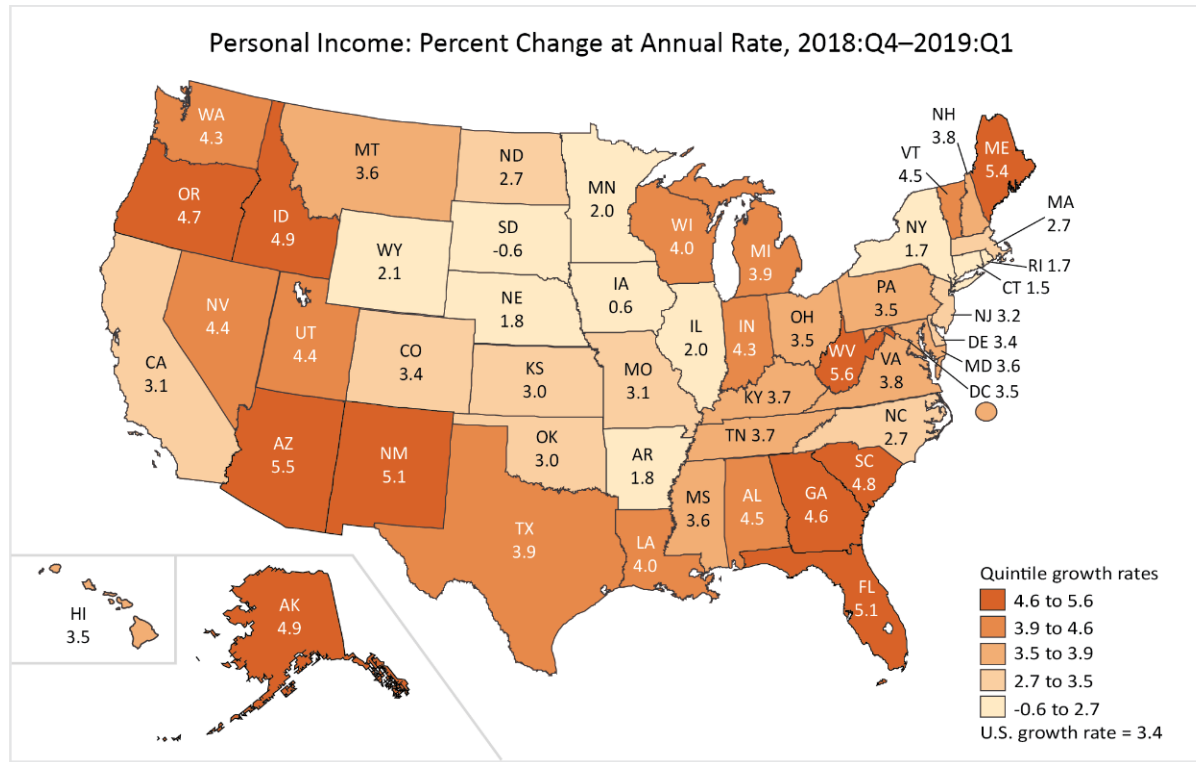 Personal Income: Percent Change at Annual Rate, 2018:Q4–2019:Q1
WA
4.3
OR
4.7
ID
4.9
MT
3.6
ND
2.7
MN
2.0
SD
-0.6
WY
2.1
NE
1.8
IA
0.6
WI
4.0
MI
3.9
NH
3.8
VT
4.5
ME
5.4
MA
2.7
NY
1.7
RI 1.7
CT 1.5
PA
3.5
NJ 3.2
DE 3.4
MD 3.6
DC 3.5
NV
4.4
UT
4.4
CA
3.1
CO
3.4
KS
3.0
MO
3.1
IL
2.0
IN
4.3
OH
3.5
WV
5.6
VA
3.8
KY 3.7
TN 3.7
NC
2.7
AZ
5.5
NM
5.1
OK
3.0
AR
1.8
SC
4.8
MS
3.6
AL
4.5
GA
4.6
TX
3.9
LA
4.0
FL
5.1
HI
3.5
AK
4.9
Quintile growth rates
4.6 to 5.6
3.9 to 4.6
3.5 to 3.9
2.7 to 3.5
-0.6 to 2.7
U.S. growth rate = 3.4